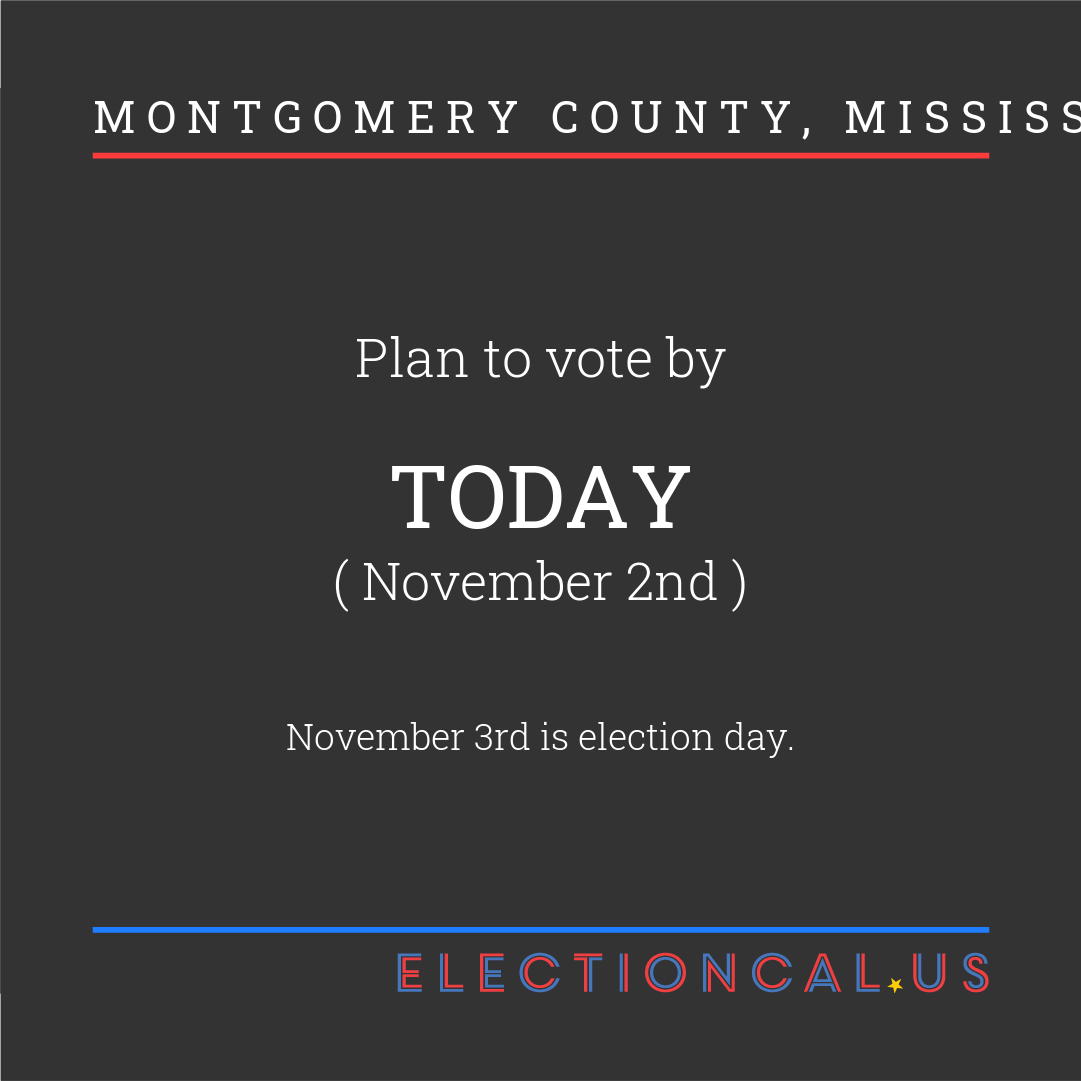 MONTGOMERY COUNTY, MISSISS
Plan to vote by
TODAY
( November 2nd )
November 3rd is election day.
ELECTIONCAL.US